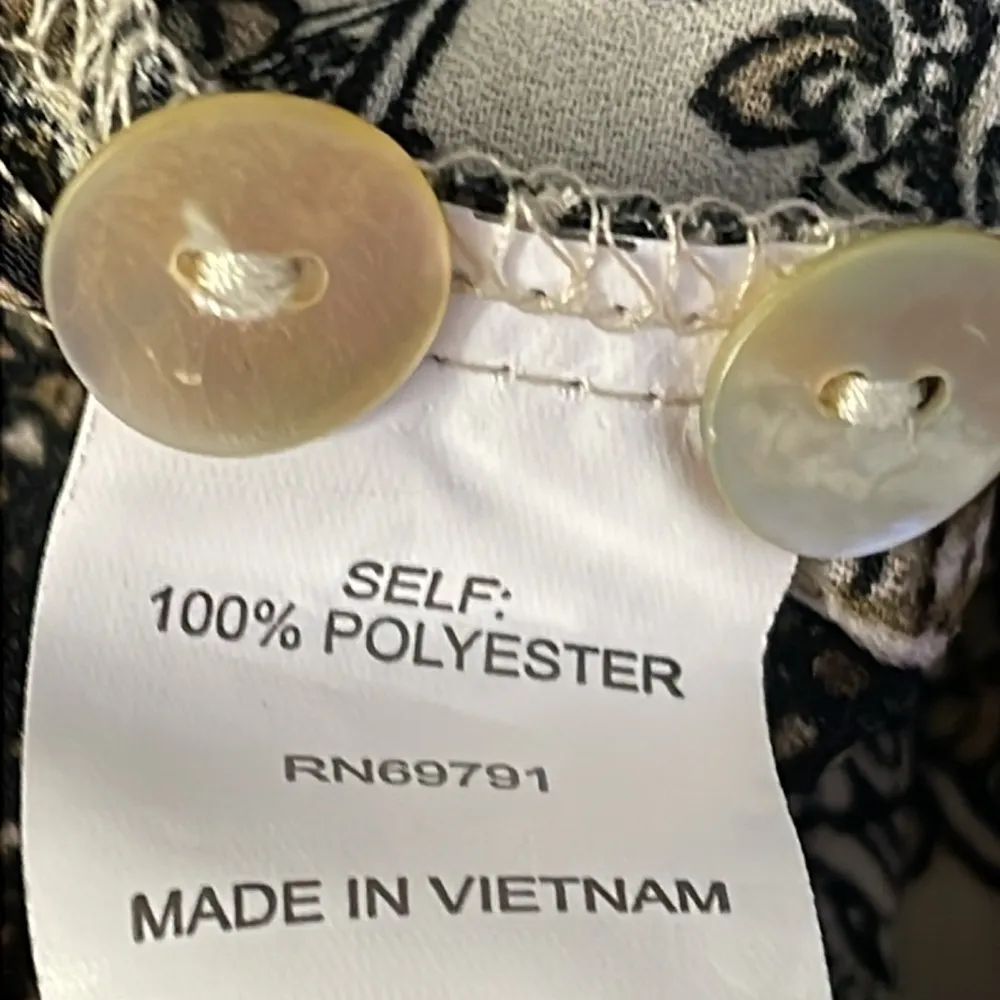 SELF:
100% POLYESTER
RN69791
MADE IN VIETNAM